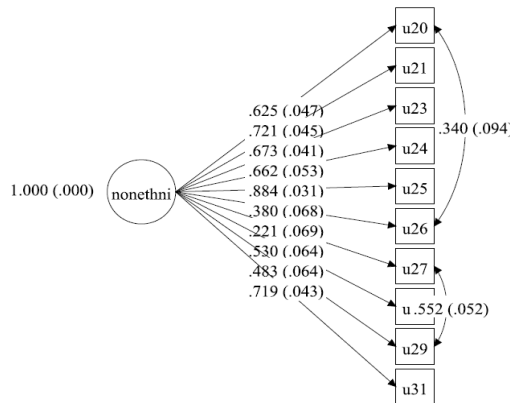 u20
u21
.625 (.047)
.721 (.045)
u23
.340 (.094)
.673 (.041)
u24
.662 (.053)
1.000 (.000)
nonethni
.884 (.031)
u25
.380 (.068)
u26
.221 (.069)
.530 (.064)
u27
.483 (.064)
.719 (.043)
u
.552 (.052)
u29
u31